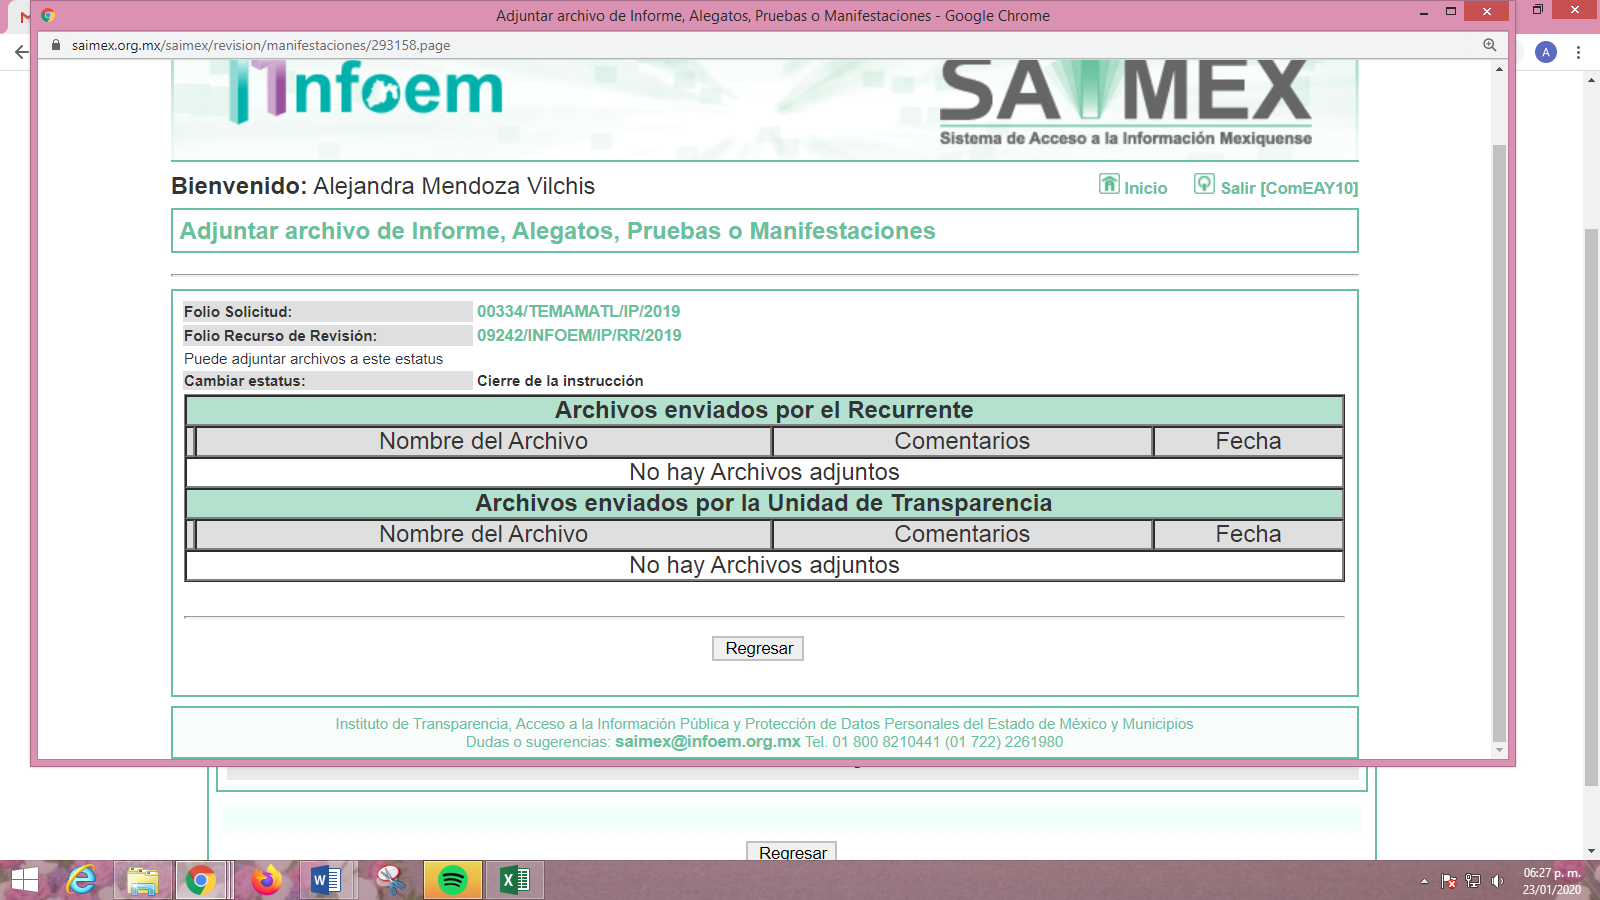 Adjuntar archivo de Informe, Alegatos, Pruebas o Manifestaciones - Google Chrome
saimex.org.mx/saimex/revision/manifestaciones/293158.page
A
Infoem
SAIMEX
Sistema de Acceso a la Información Mexiquense
Bienvenido: Alejandra Mendoza Vilchis
Inicio
Salir [ComEAY10]
Adjuntar archivo de Informe, Alegatos, Pruebas o Manifestaciones
Folio Solicitud: 00334/TEMAMATL/IP/2019
Folio Recurso de Revisión: 09242/INFOEM/IP/RR/2019
Puede adjuntar archivos a este estatus
Cambiar estatus: Cierre de la instrucción
Archivos enviados por el Recurrente
Nombre del Archivo Comentarios Fecha
No hay Archivos adjuntos
Archivos enviados por la Unidad de Transparencia
Nombre del Archivo Comentarios Fecha
No hay Archivos adjuntos
Regresar
Instituto de Transparencia, Acceso a la Información Pública y Protección de Datos Personales del Estado de México y Municipios
Dudas o sugerencias: saimex@infoem.org.mx Tel. 01 800 8210441 (01 722) 2261980
Regresar
06:27 p. m.
23/01/2020